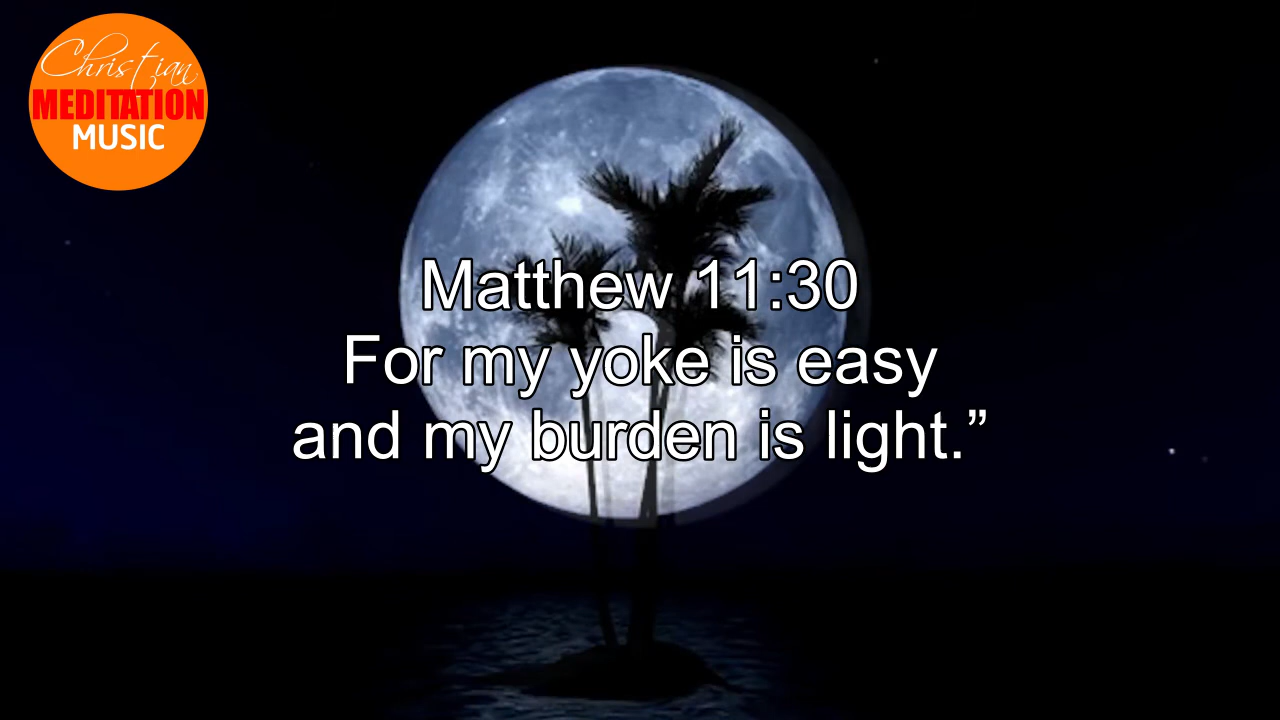 Christian
MEDITATION
MUSIC
Matthew 11:30
For my yoke is easy
and my burden is light.”